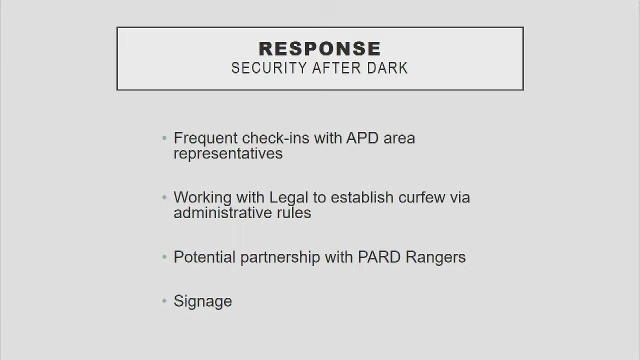 RESPONSE
SECURITY AFTER DARK
• Frequent check-ins with APD area
representatives
• Working with Legal to establish curfew via
administrative rules
• Potential partnership with PARD Rangers
• Signage